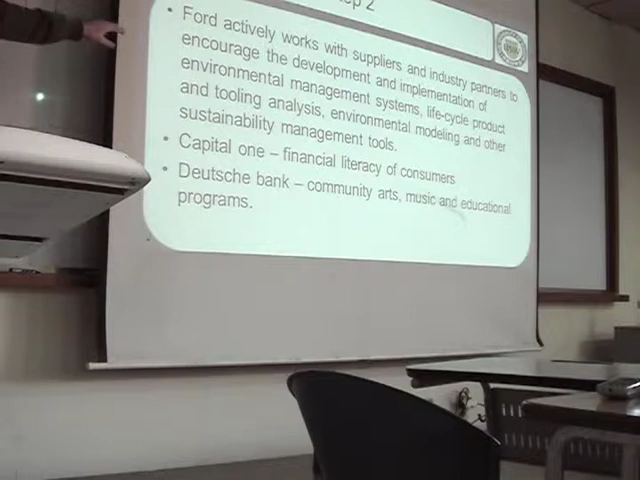 Step 2
• Ford actively works with suppliers and industry partners to
encourage the development and implementation of
environmental management systems, life-cycle product
and tooling analysis, environmental modeling and other
sustainability management tools.
• Capital one – financial literacy of consumers
• Deutsche bank – community arts, music and educational
programs.